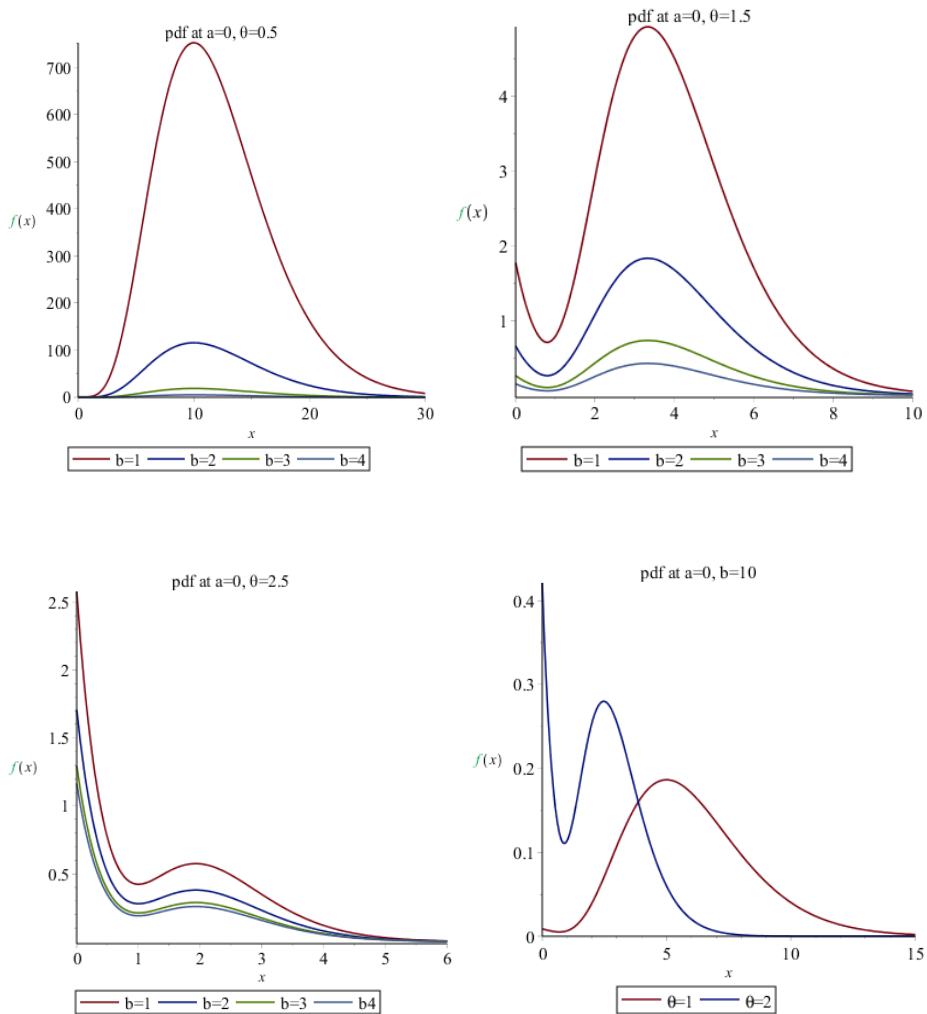 pdf at a=0, θ=0.5
700
600
500
f(x)
400
300
200
100
0
0 10 20 30
x
b=1 b=2 b=3 b=4
pdf at a=0, θ=1.5
4
3
f(x)
2
1
0 2 4 6 8 10
x
b=1 b=2 b=3 b=4
pdf at a=0, θ=2.5
2.5
2
1.5
f(x)
1
0.5
0 1 2 3 4 5 6
x
b=1 b=2 b=3 b4
pdf at a=0, b=10
0.4
0.3
f(x)
0.2
0.1
0
0 5 10 15
x
θ=1 θ=2